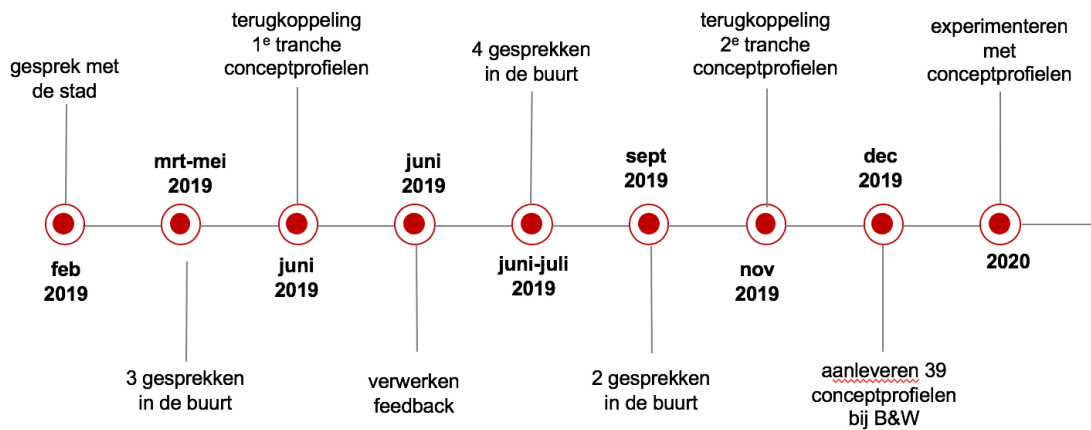 gesprek met
de stad
feb
2019
mrt-mei
2019
3 gesprekken
in de buurt
terugkoppeling
1e tranche
conceptprofielen
juni
2019
juni
2019
verwerken
feedback
4 gesprekken
in de buurt
juni-juli
2019
sept
2019
2 gesprekken
in de buurt
terugkoppeling
2e tranche
conceptprofielen
nov
2019
dec
2019
aanleveren 39
conceptprofielen
bij B&W
experimenteren
met
conceptprofielen
2020